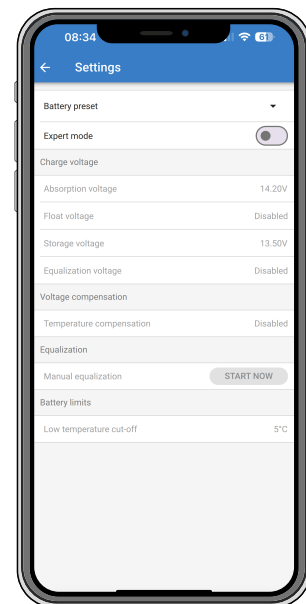 08:34 61
Settings
Battery preset
Expert mode
Charge voltage
Absorption voltage 14.20V
Float voltage Disabled
Storage voltage 13.50V
Equalization voltage Disabled
Voltage compensation
Temperature compensation Disabled
Equalization
Manual equalization START NOW
Battery limits
Low temperature cut-off 5°C